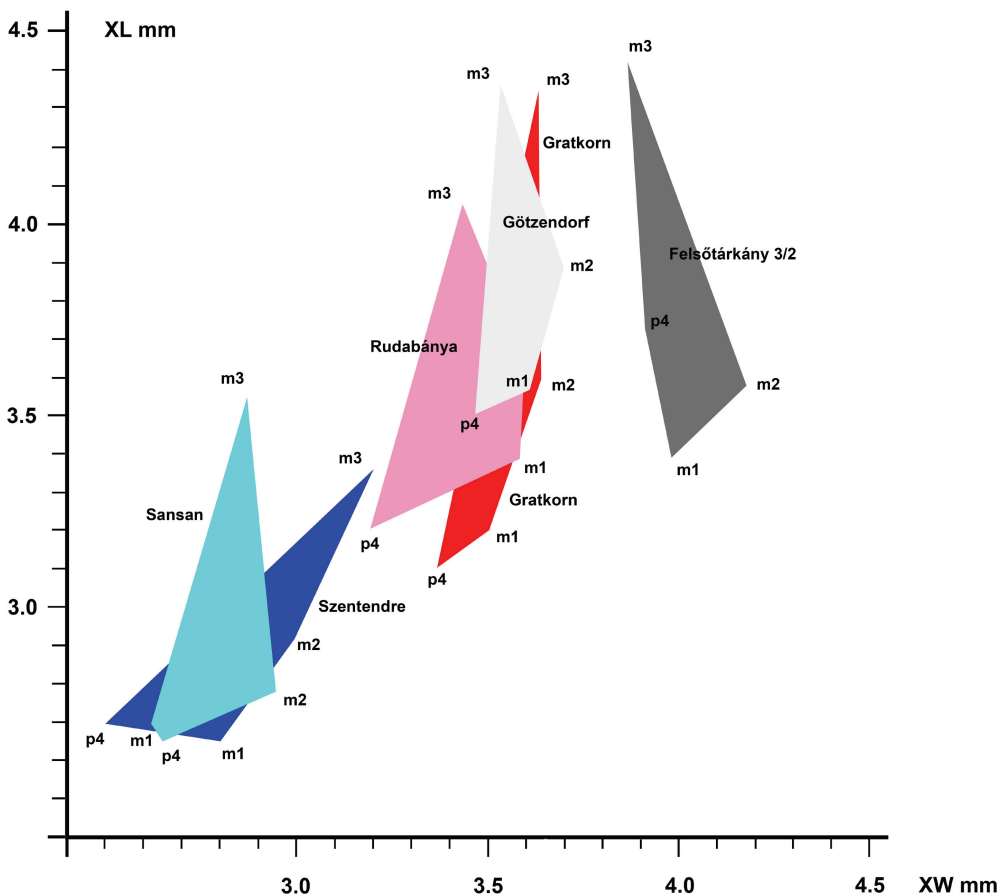 4.5
XL mm
m3
m3
m3
Gratkorn
m3
4.0
Götzendorf
Felsőtárkány 3/2
m2
p4
Rudabánya
m3
m1
m2
m2
3.5
p4
m3
m1
m1
Gratkorn
Sansan
m1
p4
p4
3.0
Szentendre
m2
m2
p4
m1
p4
m1
3.0
3.5
4.0
4.5
XW mm